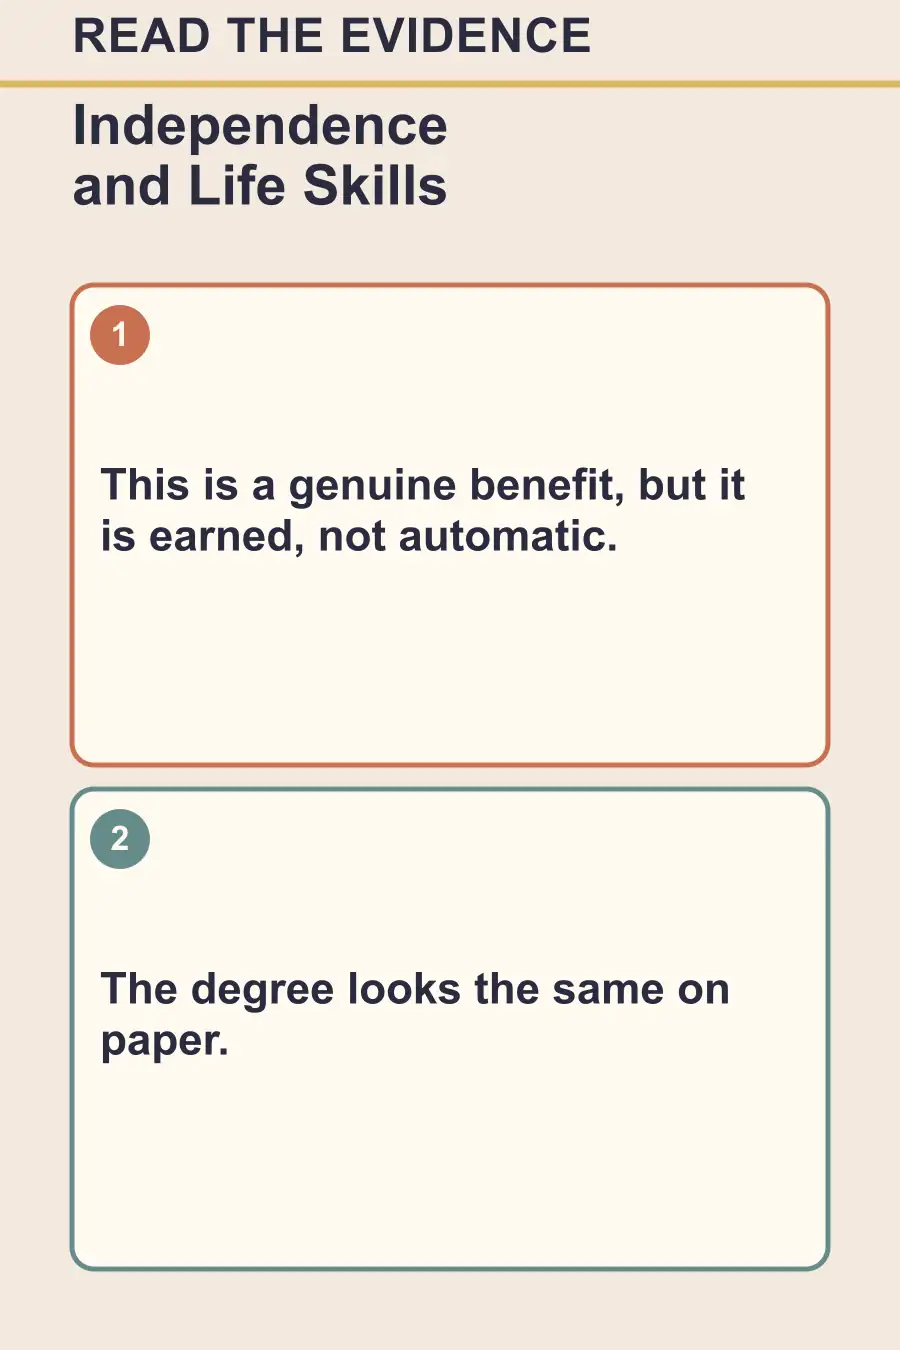 READ THE EVIDENCE
Independence
and Life Skills
1
This is a genuine benefit, but it
is earned, not automatic.
2
The degree looks the same on
paper.